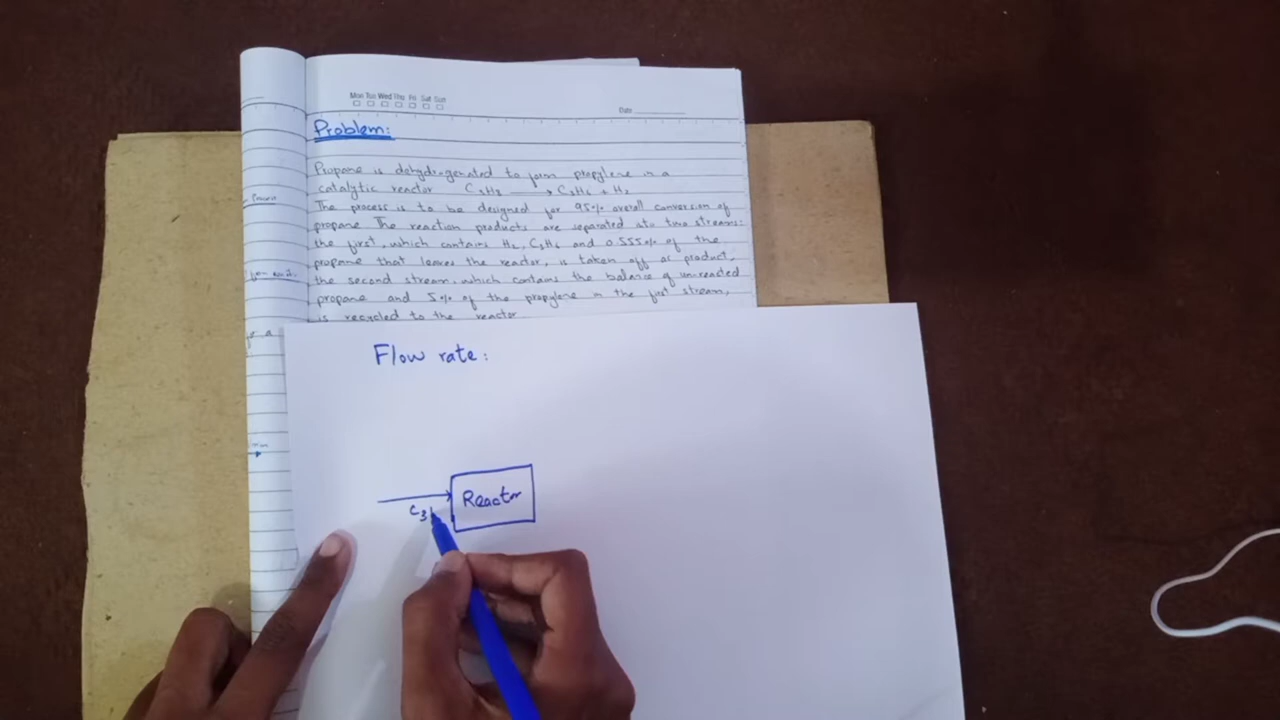 Mon Tue Wed Thu Fri Sat Sun
Date
Problem:
Propane is dehydrogenated to form propylene in a
catalytic reactor C3H8 → C3H6 + H2
The process is to be designed for 95% overall conversion of
propane The reaction products are separated into two streams:
the first, which contains H2, C3H6 and 0.555% of the
propane that leaves the reactor, is taken off as product,
the second stream, which contains the balance of unreacted
propane and 5% of the propylene in the first stream,
is recycled to the reactor
Flow rate:
Reactor
C3